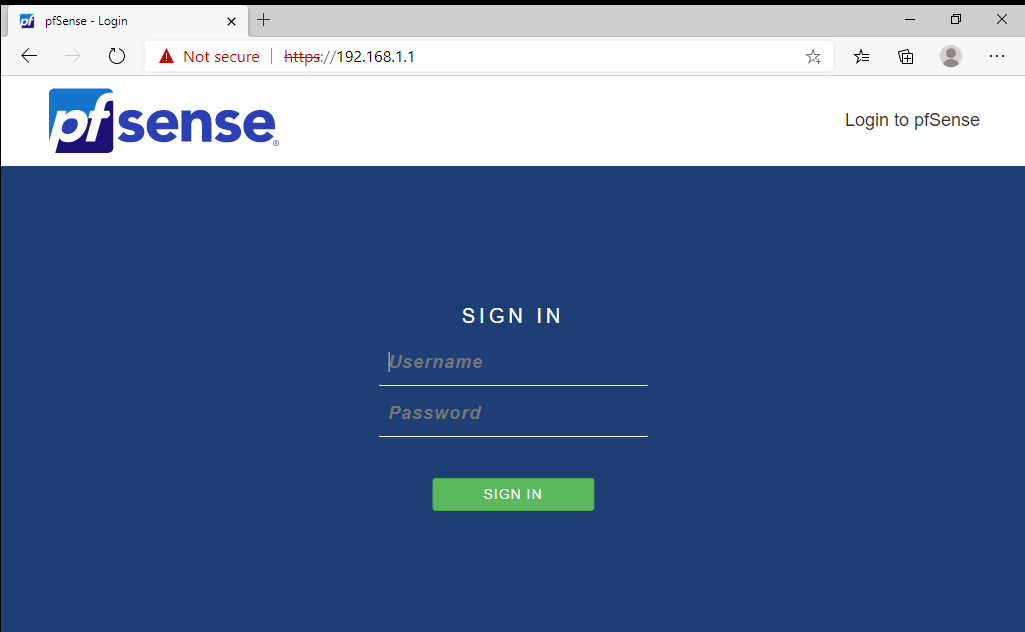 pfSense - Login
Not secure
https://192.168.1.1
pfsense®
Login to pfSense
SIGN IN
Username
Password
SIGN IN